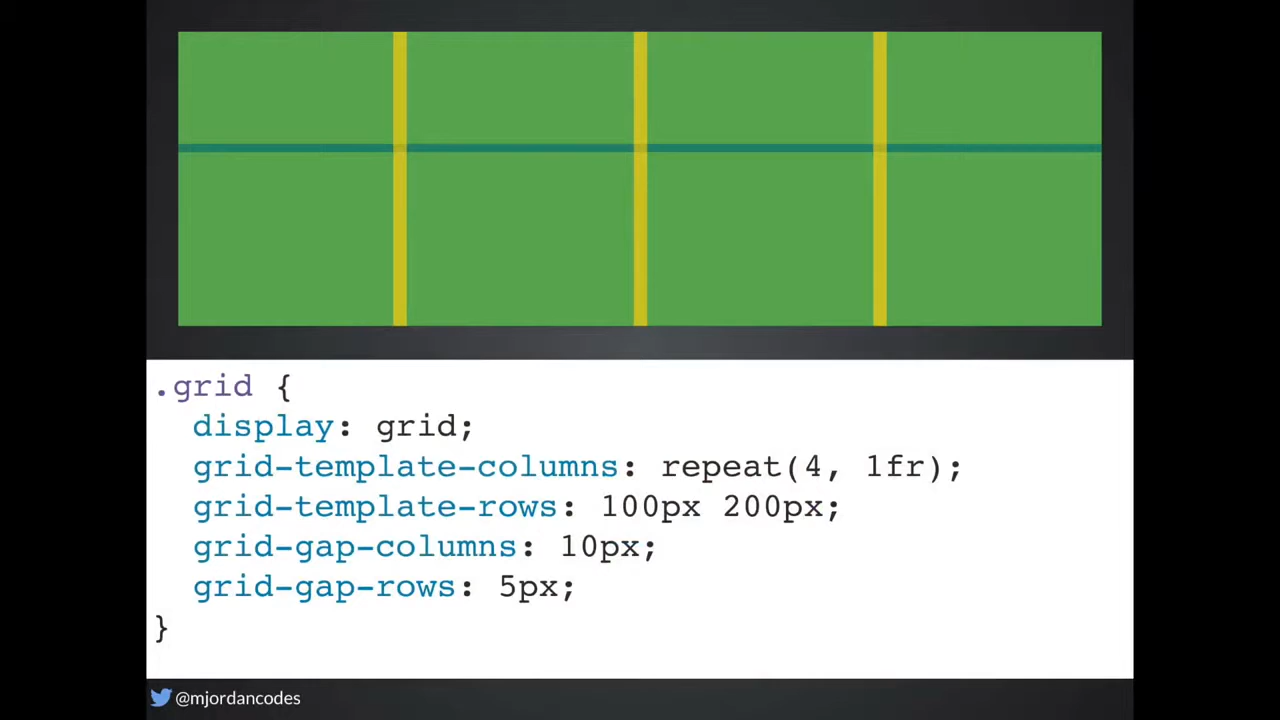 .grid {
display: grid;
grid-template-columns: repeat(4, 1fr);
grid-template-rows: 100px 200px;
grid-gap-columns: 10px;
grid-gap-rows: 5px;
}
@mjordancodes